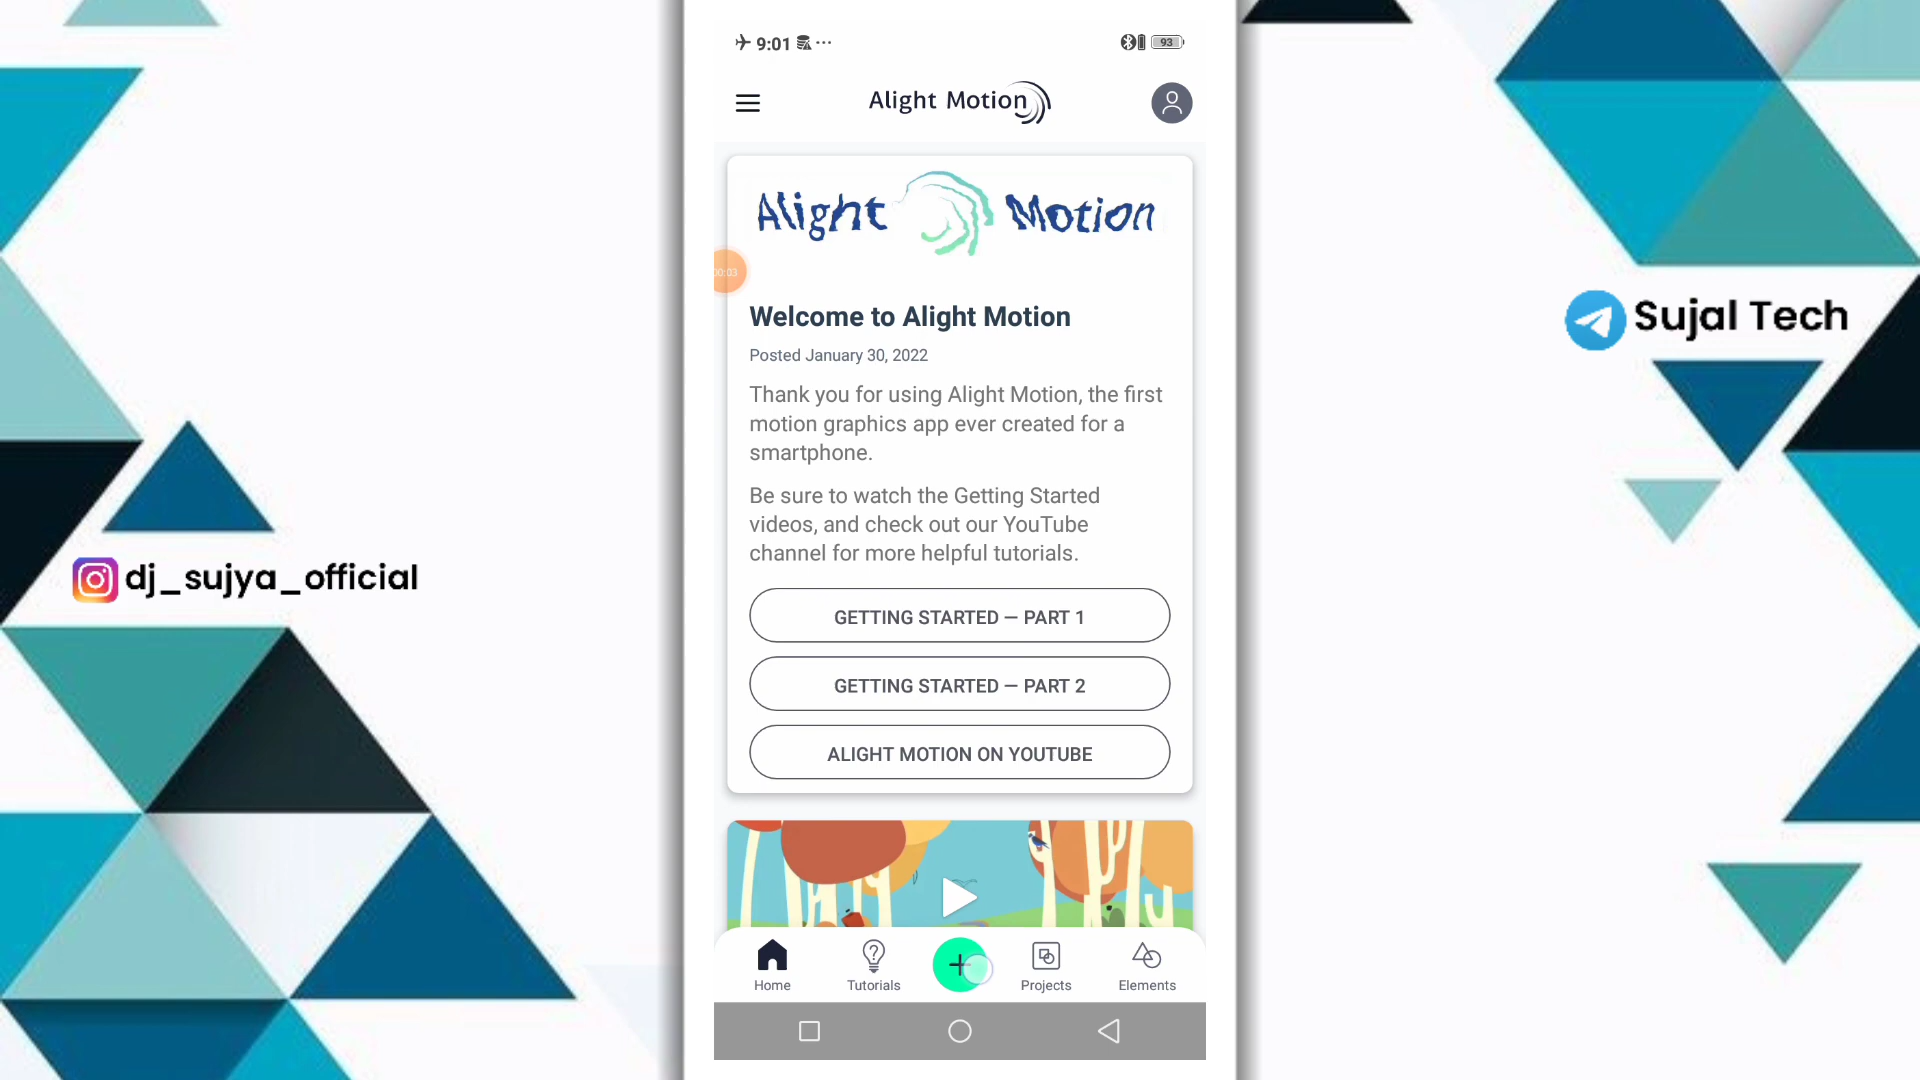 9:01
93
Alight Motion
Alight Motion
00:03
Welcome to Alight Motion
Posted January 30, 2022
Thank you for using Alight Motion, the first
motion graphics app ever created for a
smartphone.
Be sure to watch the Getting Started
videos, and check out our YouTube
channel for more helpful tutorials.
GETTING STARTED — PART 1
GETTING STARTED — PART 2
ALIGHT MOTION ON YOUTUBE
Home
Tutorials
Projects
Elements
dj_sujya_official
Sujal Tech